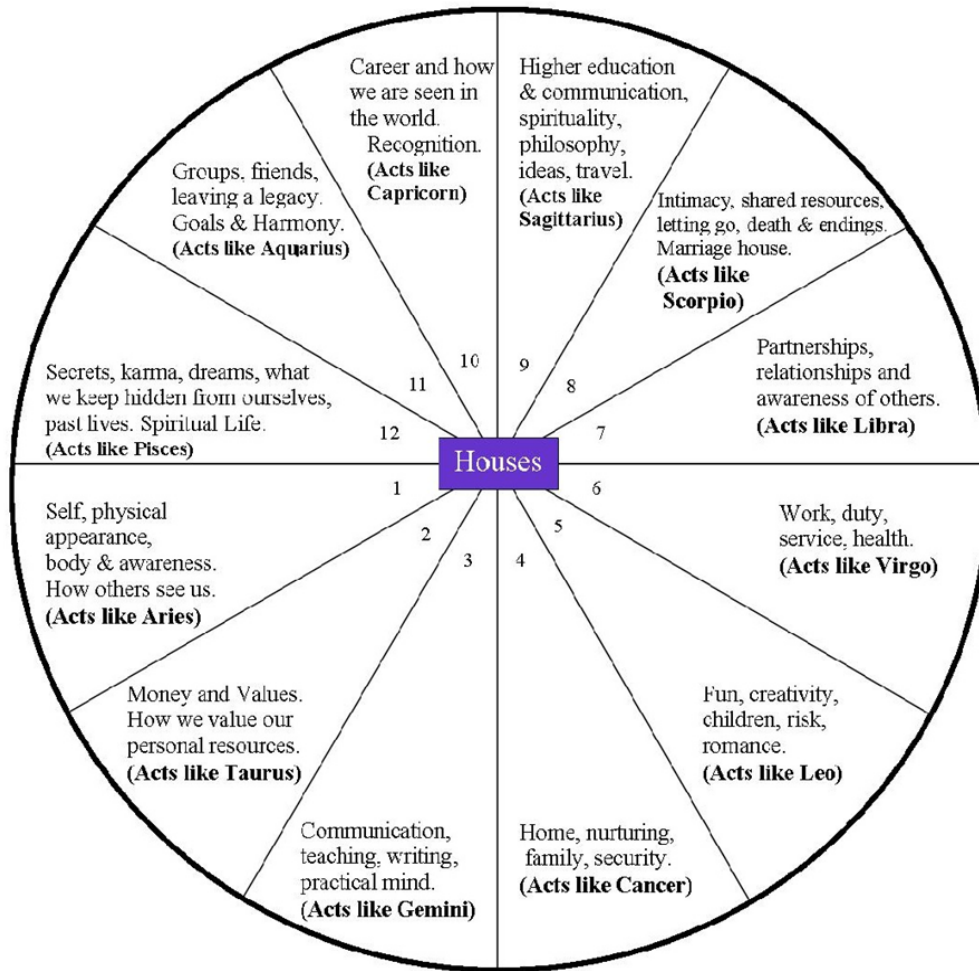 Career and how
we are seen in
the world.
Recognition.
(Acts like
Capricorn)
10
Higher education
& communication,
spirituality,
philosophy,
ideas, travel.
(Acts like
Sagittarius)
9
Groups, friends,
leaving a legacy.
Goals & Harmony.
(Acts like Aquarius)
11
Intimacy, shared resources,
letting go, death & endings.
Marriage house.
(Acts like
Scorpio)
8
Secrets, karma, dreams, what
we keep hidden from ourselves,
past lives. Spiritual Life.
(Acts like Pisces)
12
Partnerships,
relationships and
awareness of others.
(Acts like Libra)
7
Houses
1
Self, physical
appearance,
body & awareness.
How others see us.
(Acts like Aries)
6
Work, duty,
service, health.
(Acts like Virgo)
2
Money and Values.
How we value our
personal resources.
(Acts like Taurus)
5
Fun, creativity,
children, risk,
romance.
(Acts like Leo)
3
Communication,
teaching, writing,
practical mind.
(Acts like Gemini)
4
Home, nurturing,
family, security.
(Acts like Cancer)